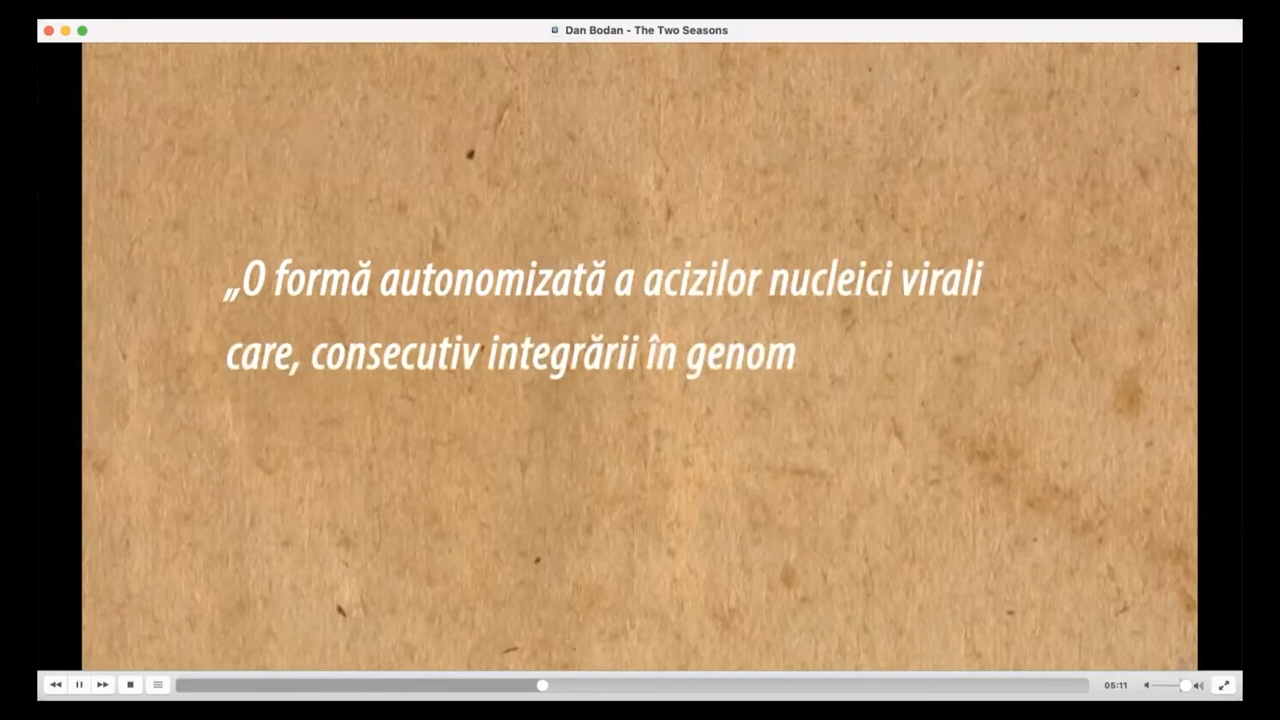 Dan Bodan - The Two Seasons
„O formă autonomizată a acizilor nucleici virali
care, consecutiv integrării în genom
05:11